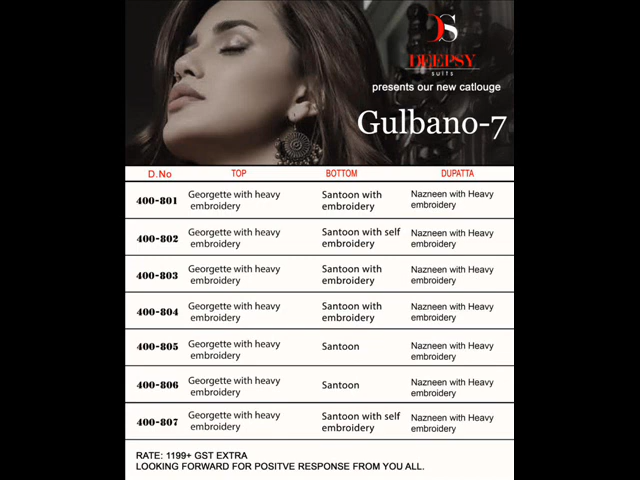 DS
DEEPSY
suits
presents our new catlouge
Gulbano-7
D.No TOP BOTTOM DUPATTA
400-801 Georgette with heavy embroidery Santoon with embroidery Nazneen with Heavy embroidery
400-802 Georgette with heavy embroidery Santoon with self embroidery Nazneen with Heavy embroidery
400-803 Georgette with heavy embroidery Santoon with embroidery Nazneen with Heavy embroidery
400-804 Georgette with heavy embroidery Santoon with embroidery Nazneen with Heavy embroidery
400-805 Georgette with heavy embroidery Santoon Nazneen with Heavy embroidery
400-806 Georgette with heavy embroidery Santoon Nazneen with Heavy embroidery
400-807 Georgette with heavy embroidery Santoon with self embroidery Nazneen with Heavy embroidery
RATE: 1199+ GST EXTRA
LOOKING FORWARD FOR POSITVE RESPONSE FROM YOU ALL.